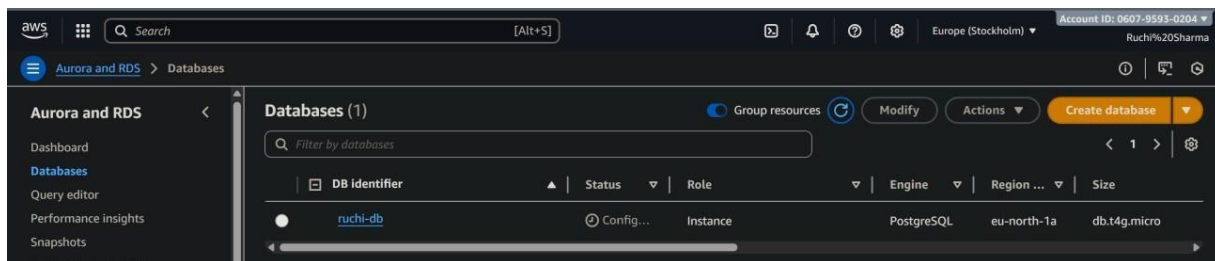 aws Search [Alt+S] Europe (Stockholm) Account ID: 0607-9593-0204
Ruchi%20Sharma
Aurora and RDS > Databases
Aurora and RDS
Dashboard
Databases
Query editor
Performance insights
Snapshots
Databases (1) Group resources Modify Actions Create database
Filter by databases 1
DB identifier Status Role Engine Region ... Size
ruchi-db Config... Instance PostgreSQL eu-north-1a db.t4g.micro